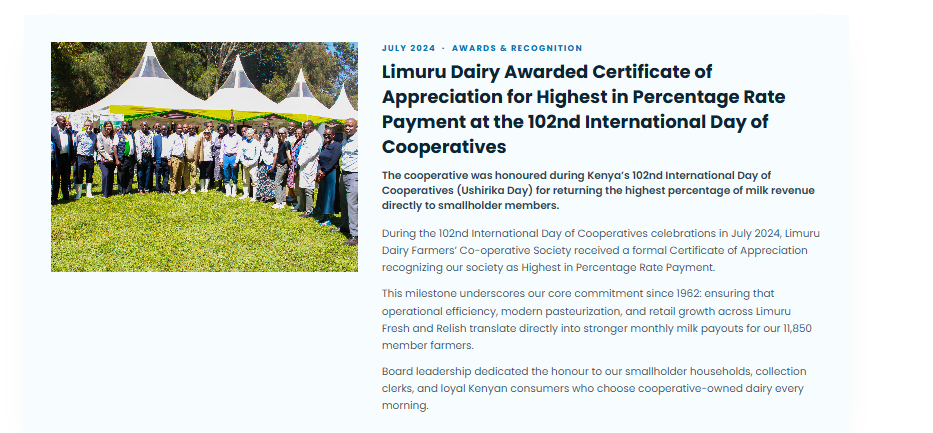 JULY 2024 · AWARDS & RECOGNITION
Limuru Dairy Awarded Certificate of
Appreciation for Highest in Percentage Rate
Payment at the 102nd International Day of
Cooperatives
The cooperative was honoured during Kenya’s 102nd International Day of
Cooperatives (Ushirika Day) for returning the highest percentage of milk revenue
directly to smallholder members.
During the 102nd International Day of Cooperatives celebrations in July 2024, Limuru
Dairy Farmers’ Co-operative Society received a formal Certificate of Appreciation
recognizing our society as Highest in Percentage Rate Payment.
This milestone underscores our core commitment since 1962: ensuring that
operational efficiency, modern pasteurization, and retail growth across Limuru
Fresh and Relish translate directly into stronger monthly milk payouts for our 11,850
member farmers.
Board leadership dedicated the honour to our smallholder households, collection
clerks, and loyal Kenyan consumers who choose cooperative-owned dairy every
morning.